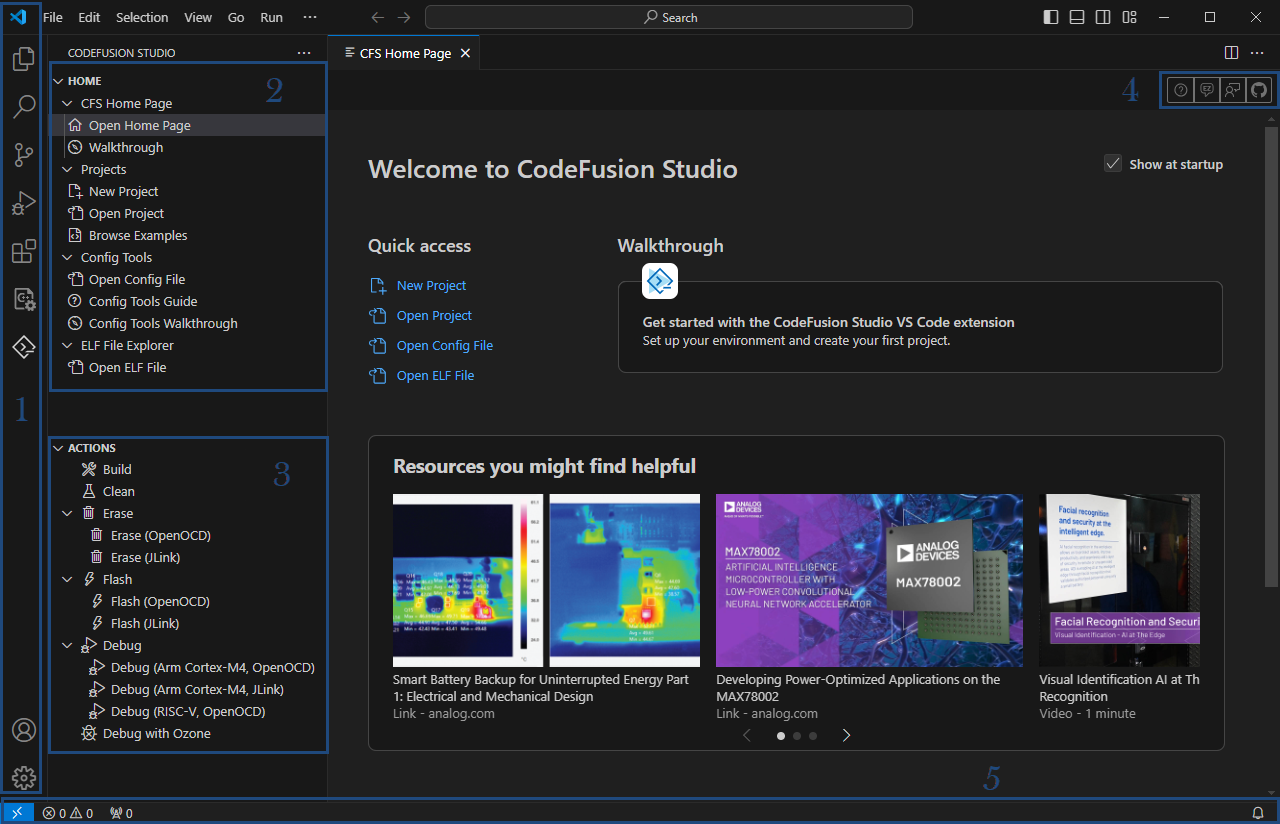 File Edit Selection View Go Run ···
Search
CODEFUSION STUDIO ···
CFS Home Page
HOME
2
4
CFS Home Page
Open Home Page
Walkthrough
Projects
New Project
Open Project
Browse Examples
Config Tools
Open Config File
Config Tools Guide
Config Tools Walkthrough
ELF File Explorer
Open ELF File
1
ACTIONS
3
Build
Clean
Erase
Erase (OpenOCD)
Erase (JLink)
Flash
Flash (OpenOCD)
Flash (JLink)
Debug
Debug (Arm Cortex-M4, OpenOCD)
Debug (Arm Cortex-M4, JLink)
Debug (RISC-V, OpenOCD)
Debug with Ozone
Welcome to CodeFusion Studio
Show at startup
Quick access
New Project
Open Project
Open Config File
Open ELF File
Walkthrough
Get started with the CodeFusion Studio VS Code extension
Set up your environment and create your first project.
Resources you might find helpful
Smart Battery Backup for Uninterrupted Energy Part
1: Electrical and Mechanical Design
Link - analog.com
ANALOG
DEVICES
MAX78002
ARTIFICIAL INTELLIGENCE
MICROCONTROLLER WITH
LOW-POWER CONVOLUTIONAL
NEURAL NETWORK ACCELERATOR
ANALOG
DEVICES
MAX78002
Developing Power-Optimized Applications on the
MAX78002
Link - analog.com
Facial recognition
and security at the
intelligent edge.
Facial Recognition and Securi
Visual Identification - AI at The Edge
Visual Identification AI at Th
Recognition
Video - 1 minute
5
0 0 0